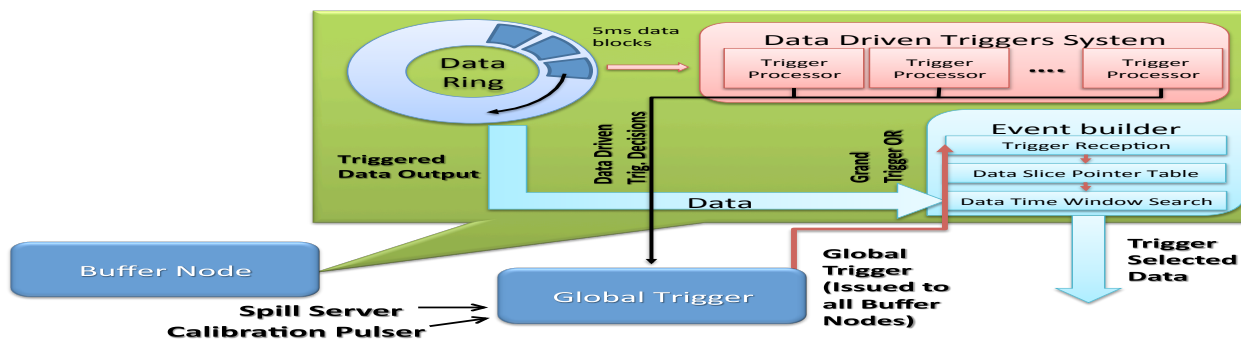 5ms data
blocks
Data
Ring
Data Driven Triggers System
Trigger
Processor
Trigger
Processor
....
Trigger
Processor
Triggered
Data Output
Data Driven
Trig. Decisions
Grand
Trigger OR
Event builder
Trigger Reception
Data Slice Pointer Table
Data Time Window Search
Data
Buffer Node
Global Trigger
Spill Server
Calibration Pulser
Global
Trigger
(Issued to
all Buffer
Nodes)
Trigger
Selected
Data